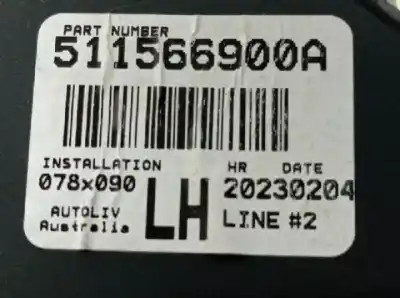 PART NUMBER
511566900A
INSTALLATION HR DATE
078x090 LH 20230204
AUTOLIV LINE #2
Australia